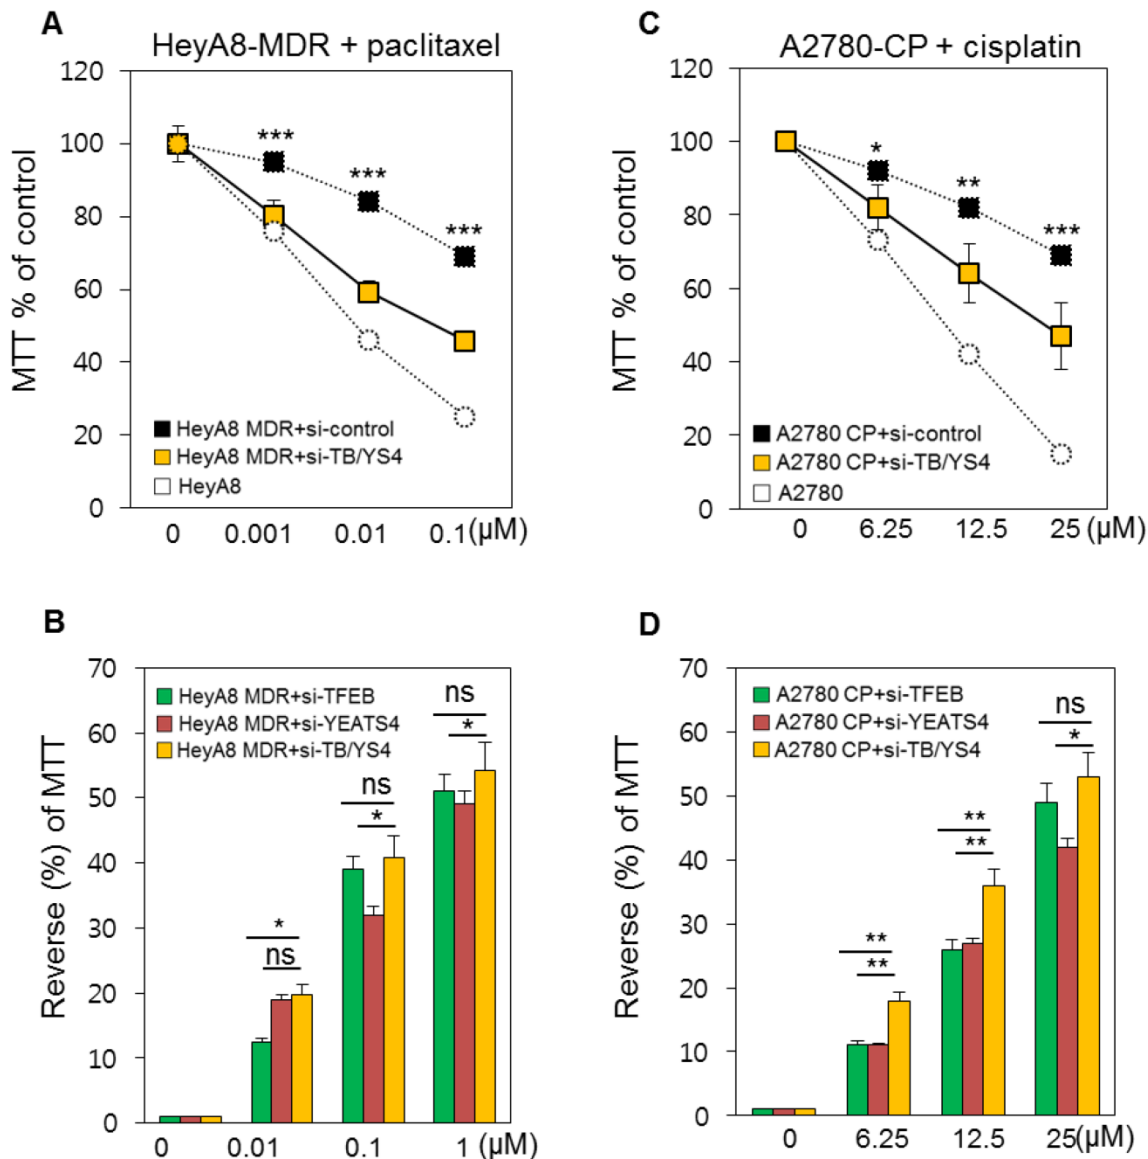 A
HeyA8-MDR + paclitaxel
MTT % of control
120
100
80
60
40
20
0
***
***
***
HeyA8 MDR+si-control
HeyA8 MDR+si-TB/YS4
HeyA8
0 0.001 0.01 0.1(μM)
C
A2780-CP + cisplatin
MTT % of control
120
100
80
60
40
20
0
*
**
***
A2780 CP+si-control
A2780 CP+si-TB/YS4
A2780
0 6.25 12.5 25 (μM)
B
Reverse (%) of MTT
70
60
50
40
30
20
10
0
HeyA8 MDR+si-TFEB
HeyA8 MDR+si-YEATS4
HeyA8 MDR+si-TB/YS4
*
ns
ns
*
ns
*
0 0.01 0.1 1 (μM)
D
Reverse (%) of MTT
70
60
50
40
30
20
10
0
A2780 CP+si-TFEB
A2780 CP+si-YEATS4
A2780 CP+si-TB/YS4
**
**
**
**
ns
*
0 6.25 12.5 25(μM)